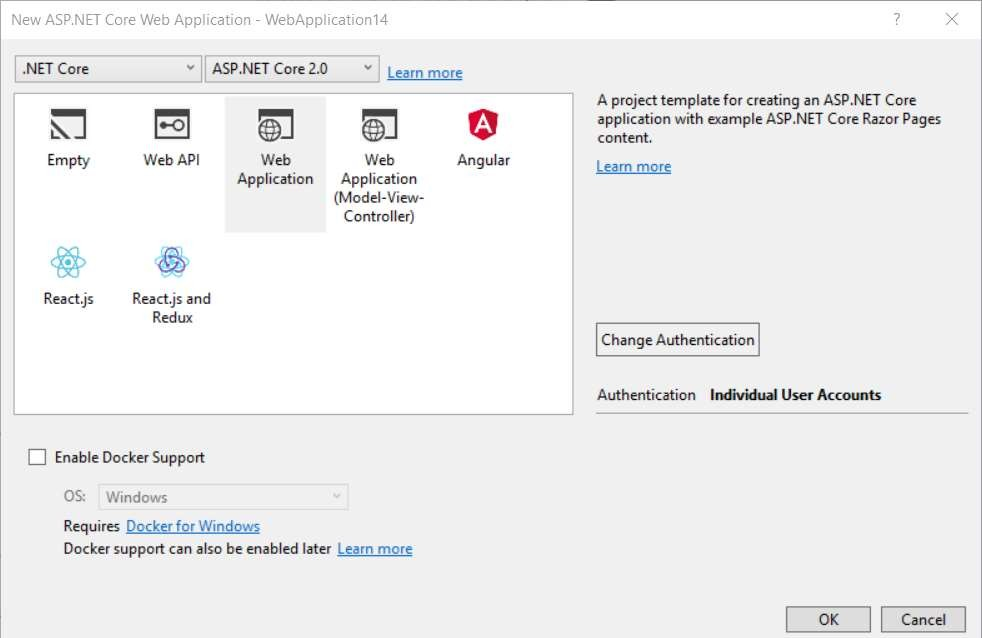 New ASP.NET Core Web Application - WebApplication14
?
.NET Core
ASP.NET Core 2.0
Learn more
Empty
Web API
Web
Application
Web
Application
(Model-View-
Controller)
Angular
React.js
React.js and
Redux
A project template for creating an ASP.NET Core
application with example ASP.NET Core Razor Pages
content.
Learn more
Change Authentication
Authentication Individual User Accounts
Enable Docker Support
OS: Windows
Requires Docker for Windows
Docker support can also be enabled later Learn more
OK
Cancel